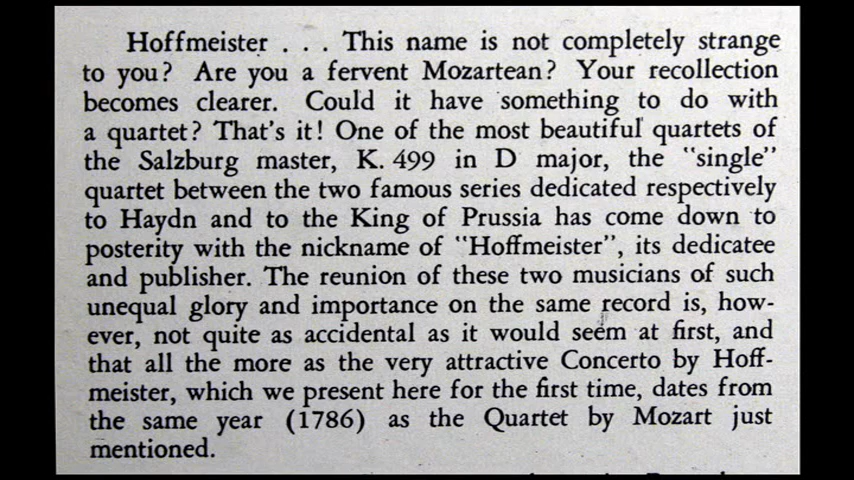 Hoffmeister . . . This name is not completely strange
to you? Are you a fervent Mozartean? Your recollection
becomes clearer. Could it have something to do with
a quartet? That's it! One of the most beautiful quartets of
the Salzburg master, K. 499 in D major, the "single"
quartet between the two famous series dedicated respectively
to Haydn and to the King of Prussia has come down to
posterity with the nickname of "Hoffmeister", its dedicatee
and publisher. The reunion of these two musicians of such
unequal glory and importance on the same record is, how-
ever, not quite as accidental as it would seem at first, and
that all the more as the very attractive Concerto by Hoff-
meister, which we present here for the first time, dates from
the same year (1786) as the Quartet by Mozart just
mentioned.